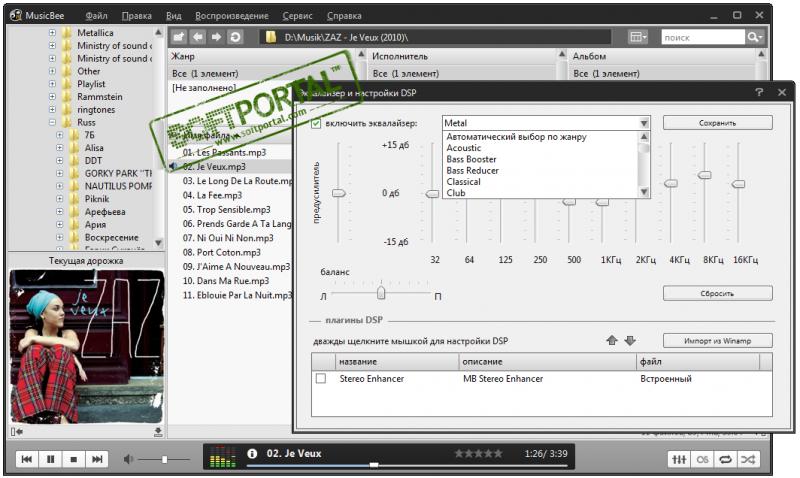 MusicBee
Файл Правка Вид Воспроизведение Сервис Справка
Metallica
Ministry of sound
Ministry of sound
Other
Playlist
Rammstein
ringtones
Russ
7Б
Alisa
DDT
GORKY PARK "TH
NAUTILUS POMP
Piknik
Арефьева
Ария
Воскресение
D:\Musik\ZAZ - Je Veux (2010)\
поиск
Жанр Исполнитель Альбом
Все (1 элемент) Все (1 элемент) Все (1 элемент)
[Не заполнено]
SOFTPORTAL™
www.softportal.com
файла
01. Les Passants.mp3
02. Je Veux.mp3
03. Le Long De La Route.mp
04. La Fee.mp3
05. Trop Sensible.mp3
06. Prends Garde A Ta Lang
07. Ni Oui Ni Non.mp3
08. Port Coton.mp3
09. J'Aime A Nouveau.mp3
10. Dans Ma Rue.mp3
11. Eblouie Par La Nuit.mp3
Эквалайзер и настройки DSP
включить эквалайзер:
Metal
Сохранить
Автоматический выбор по жанру
Acoustic
Bass Booster
Bass Reducer
Classical
Club
предусилитель
+15 дб
0 дб
-15 дб
32 64 125 250 500 1КГц 2КГц 4КГц 8КГц 16КГц
баланс
Л П
Сбросить
плагины DSP
дважды щелкните мышкой для настройки DSP
Импорт из Winamp
название описание файл
Stereo Enhancer MB Stereo Enhancer Встроенный
Текущая дорожка
je veux
ZAZ
02. Je Veux
1:26/ 3:39